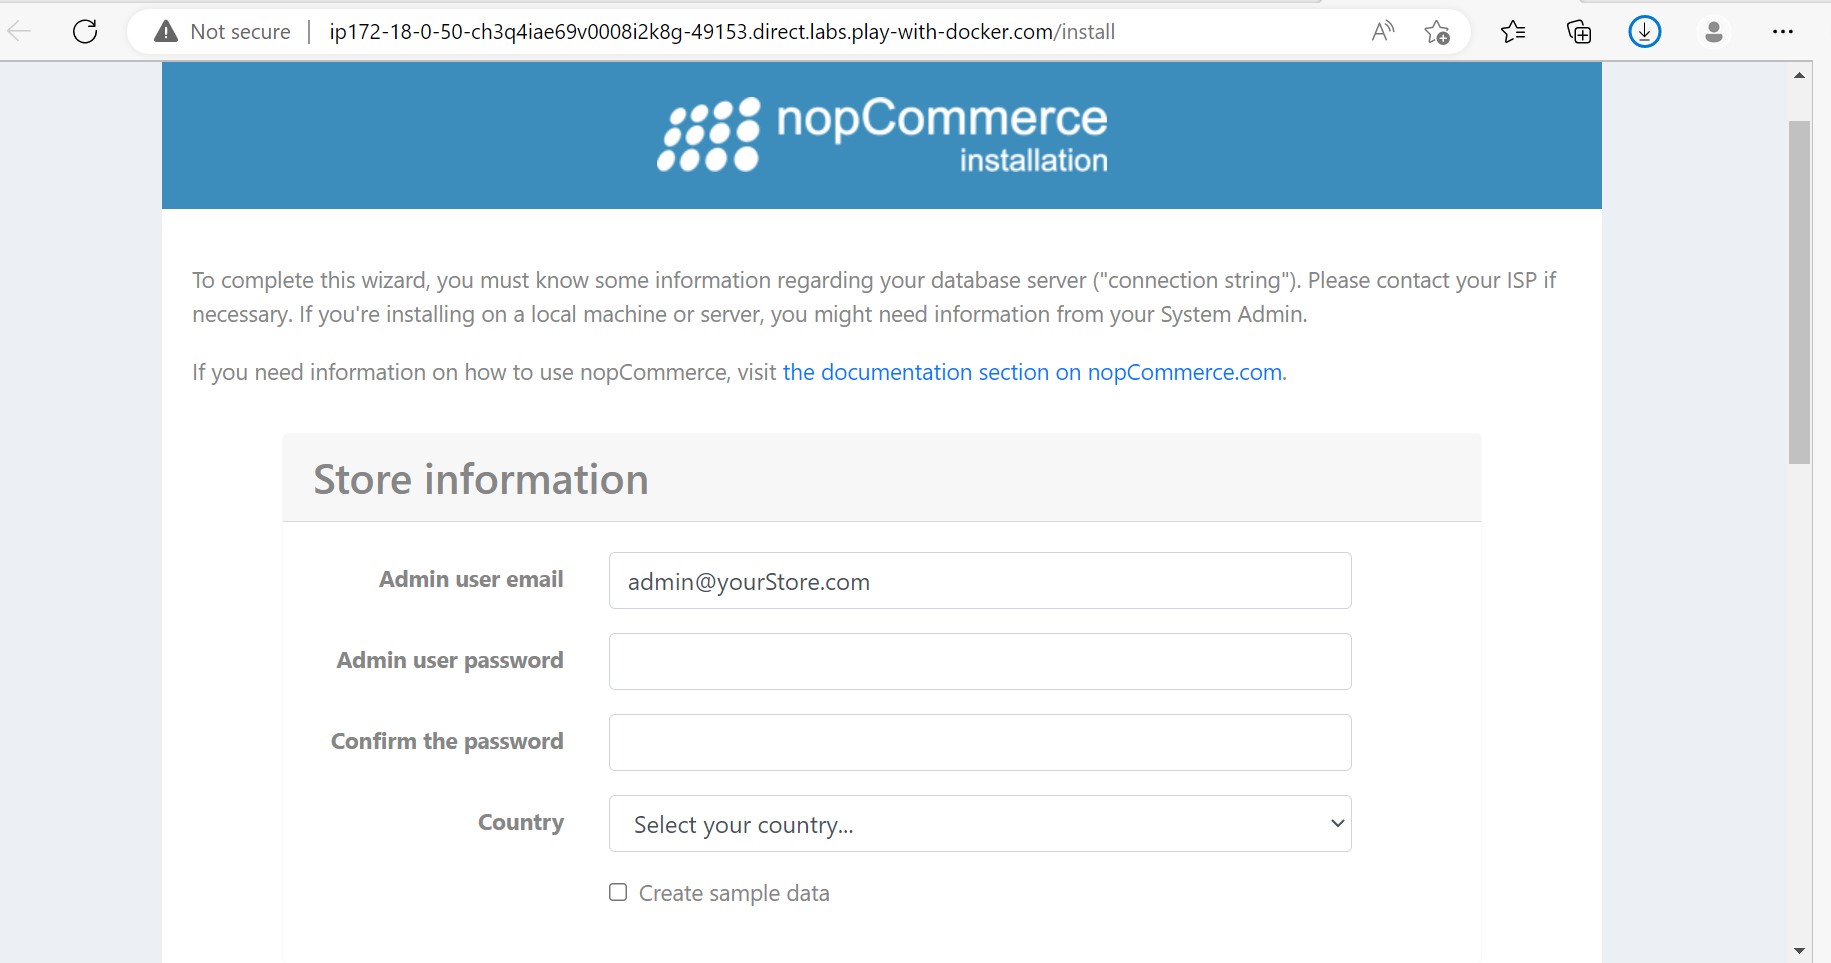 Not secure | ip172-18-0-50-ch3q4iae69v0008i2k8g-49153.direct.labs.play-with-docker.com/install
nopCommerce
installation
To complete this wizard, you must know some information regarding your database server ("connection string"). Please contact your ISP if
necessary. If you're installing on a local machine or server, you might need information from your System Admin.
If you need information on how to use nopCommerce, visit the documentation section on nopCommerce.com.
Store information
Admin user email admin@yourStore.com
Admin user password
Confirm the password
Country Select your country...
Create sample data